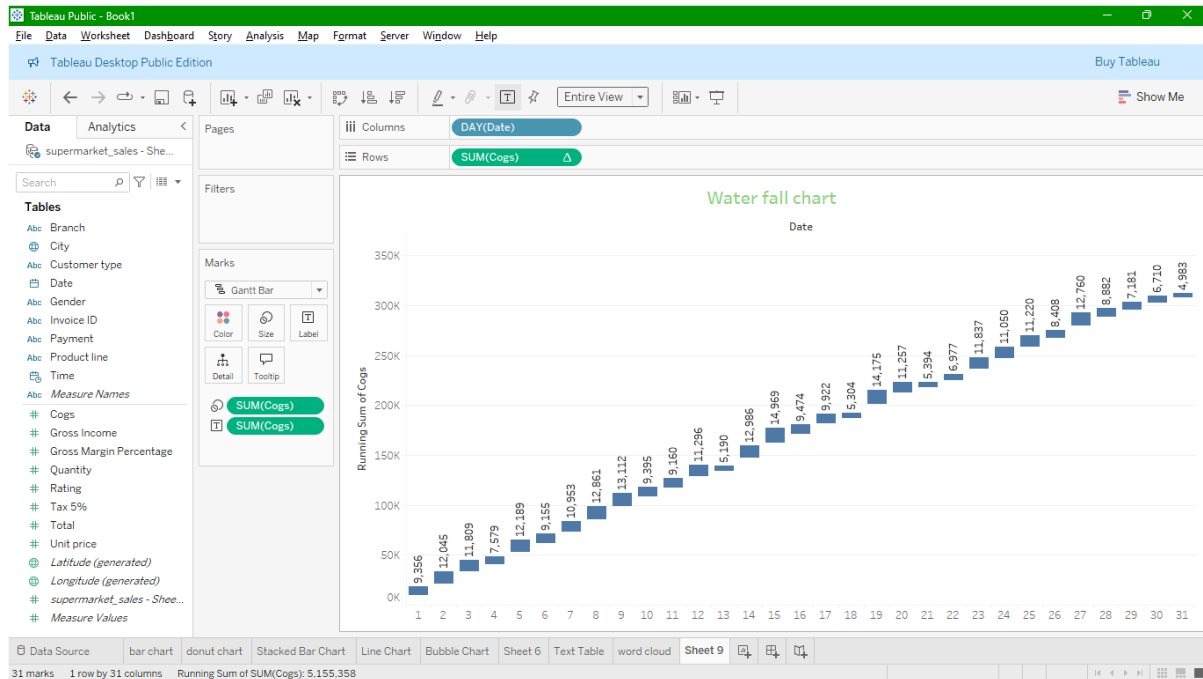 Tableau Public - Book1
File Data Worksheet Dashboard Story Analysis Map Format Server Window Help
Tableau Desktop Public Edition Buy Tableau
Entire View Show Me
Data Analytics
supermarket_sales - She...
Search
Tables
Abc Branch
City
Abc Customer type
Date
Abc Gender
Abc Invoice ID
Abc Payment
Abc Product line
Time
Abc Measure Names
# Cogs
# Gross Income
# Gross Margin Percentage
# Quantity
# Rating
# Tax 5%
# Total
# Unit price
Latitude (generated)
Longitude (generated)
# supermarket_sales - Shee...
# Measure Values
Pages
Filters
Marks
Gantt Bar
Color Size Label
Detail Tooltip
SUM(Cogs)
SUM(Cogs)
Columns DAY(Date)
Rows SUM(Cogs) Δ
Water fall chart
Date
Running Sum of Cogs
350K
300K
250K
200K
150K
100K
50K
0K
9,356
12,045
11,809
7,579
12,189
9,155
10,953
12,861
13,112
9,395
9,160
11,296
5,190
12,986
14,969
9,474
9,922
5,304
14,175
11,257
5,394
6,977
11,837
11,050
11,220
8,408
12,760
8,882
7,181
6,710
4,983
1 2 3 4 5 6 7 8 9 10 11 12 13 14 15 16 17 18 19 20 21 22 23 24 25 26 27 28 29 30 31
Data Source bar chart donut chart Stacked Bar Chart Line Chart Bubble Chart Sheet 6 Text Table word cloud Sheet 9
31 marks 1 row by 31 columns Running Sum of SUM(Cogs): 5,155,358